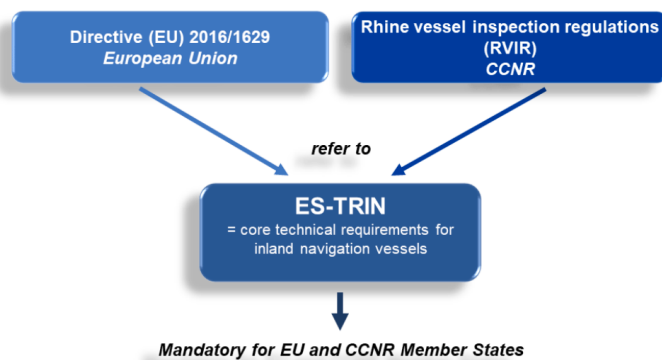 Directive (EU) 2016/1629
European Union
Rhine vessel inspection regulations
(RVIR)
CCNR
refer to
ES-TRIN
= core technical requirements for
inland navigation vessels
Mandatory for EU and CCNR Member States